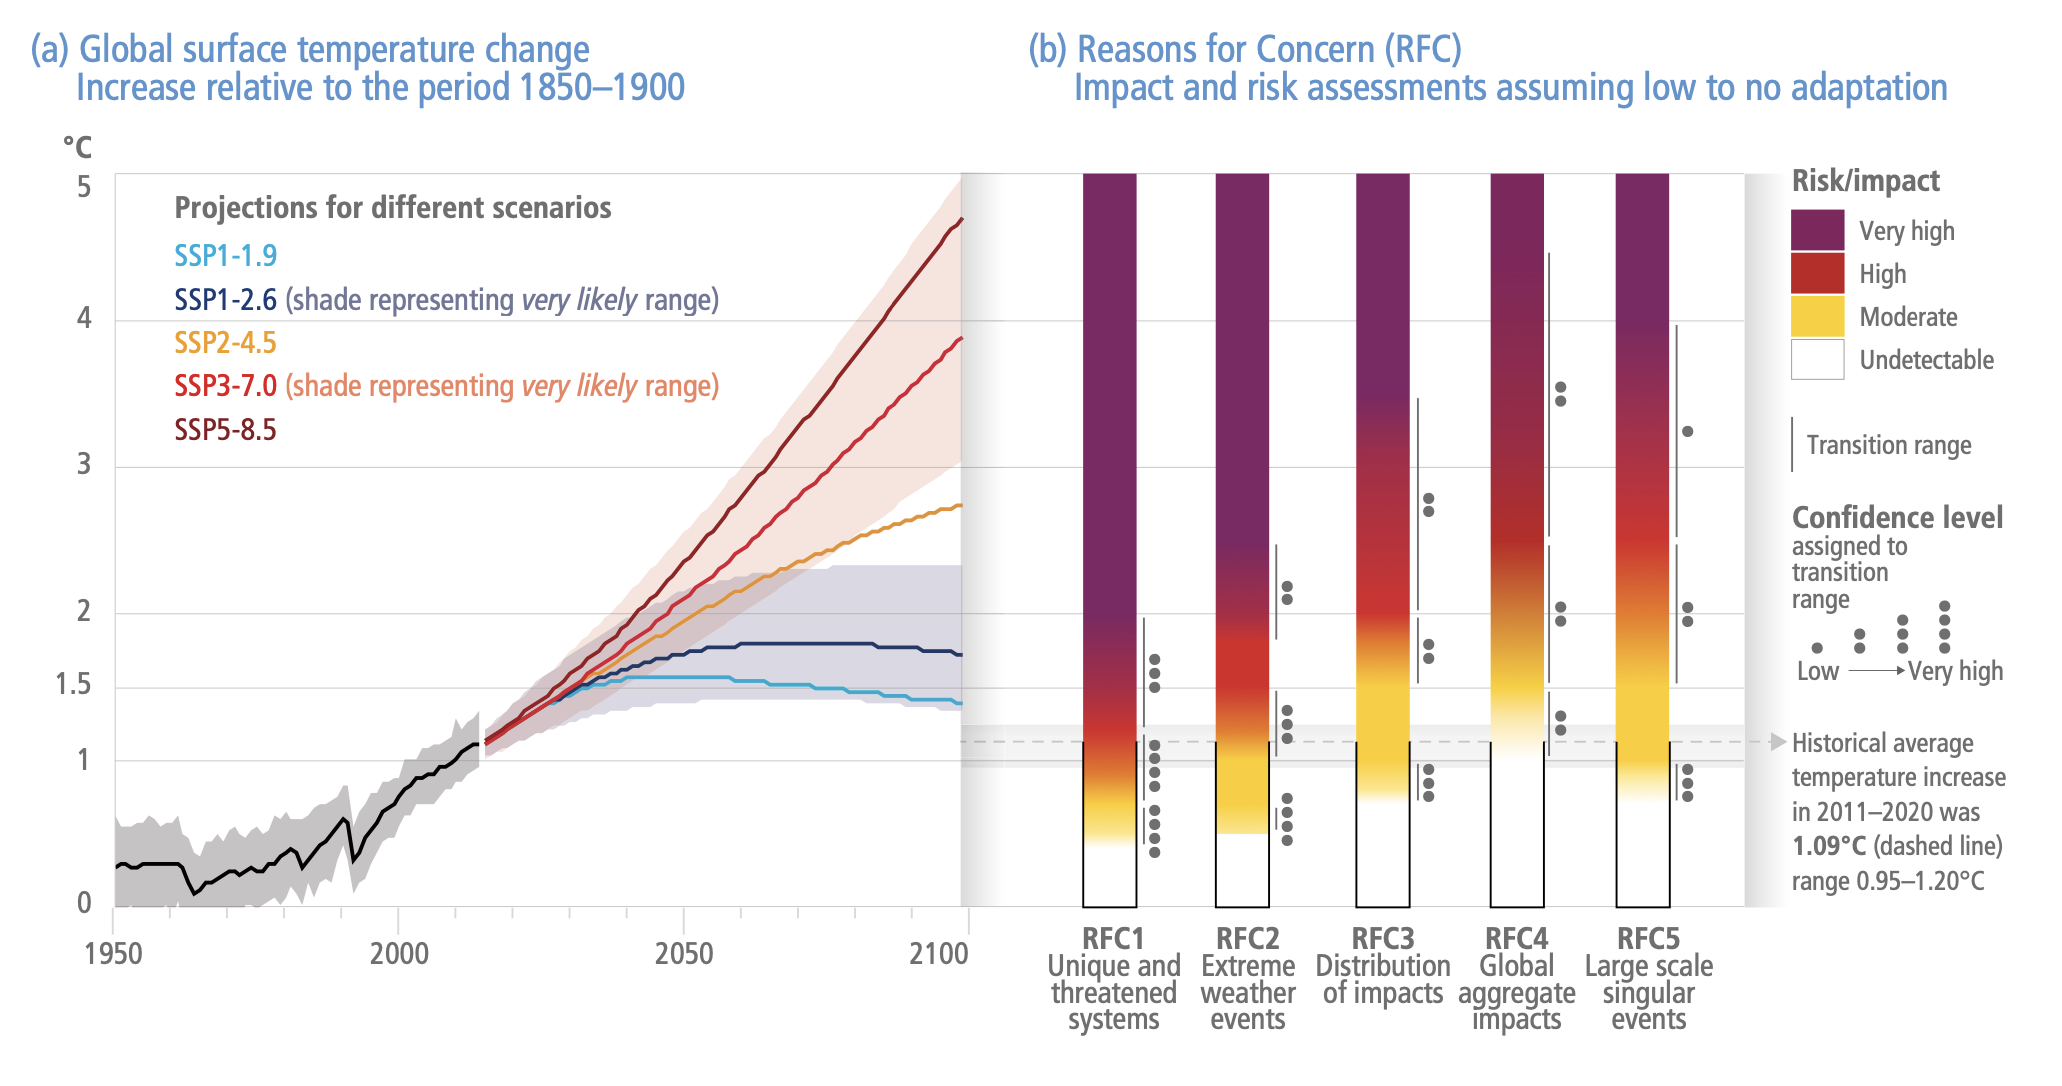 (a) Global surface temperature change
Increase relative to the period 1850–1900
°C
5
4
3
2
1.5
1
0
Projections for different scenarios
SSP1-1.9
SSP1-2.6 (shade representing very likely range)
SSP2-4.5
SSP3-7.0 (shade representing very likely range)
SSP5-8.5
1950
2000
2050
2100
(b) Reasons for Concern (RFC)
Impact and risk assessments assuming low to no adaptation
RFC1
Unique and
threatened
systems
RFC2
Extreme
weather
events
RFC3
Distribution
of impacts
RFC4
Global
aggregate
impacts
RFC5
Large scale
singular
events
Risk/impact
Very high
High
Moderate
Undetectable
Transition range
Confidence level
assigned to
transition
range
Low
Very high
Historical average
temperature increase
in 2011–2020 was
1.09°C (dashed line)
range 0.95–1.20°C